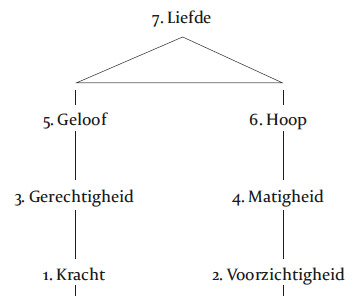 7. Liefde
5. Geloof
6. Hoop
3. Gerechtigheid
4. Matigheid
1. Kracht
2. Voorzichtigheid